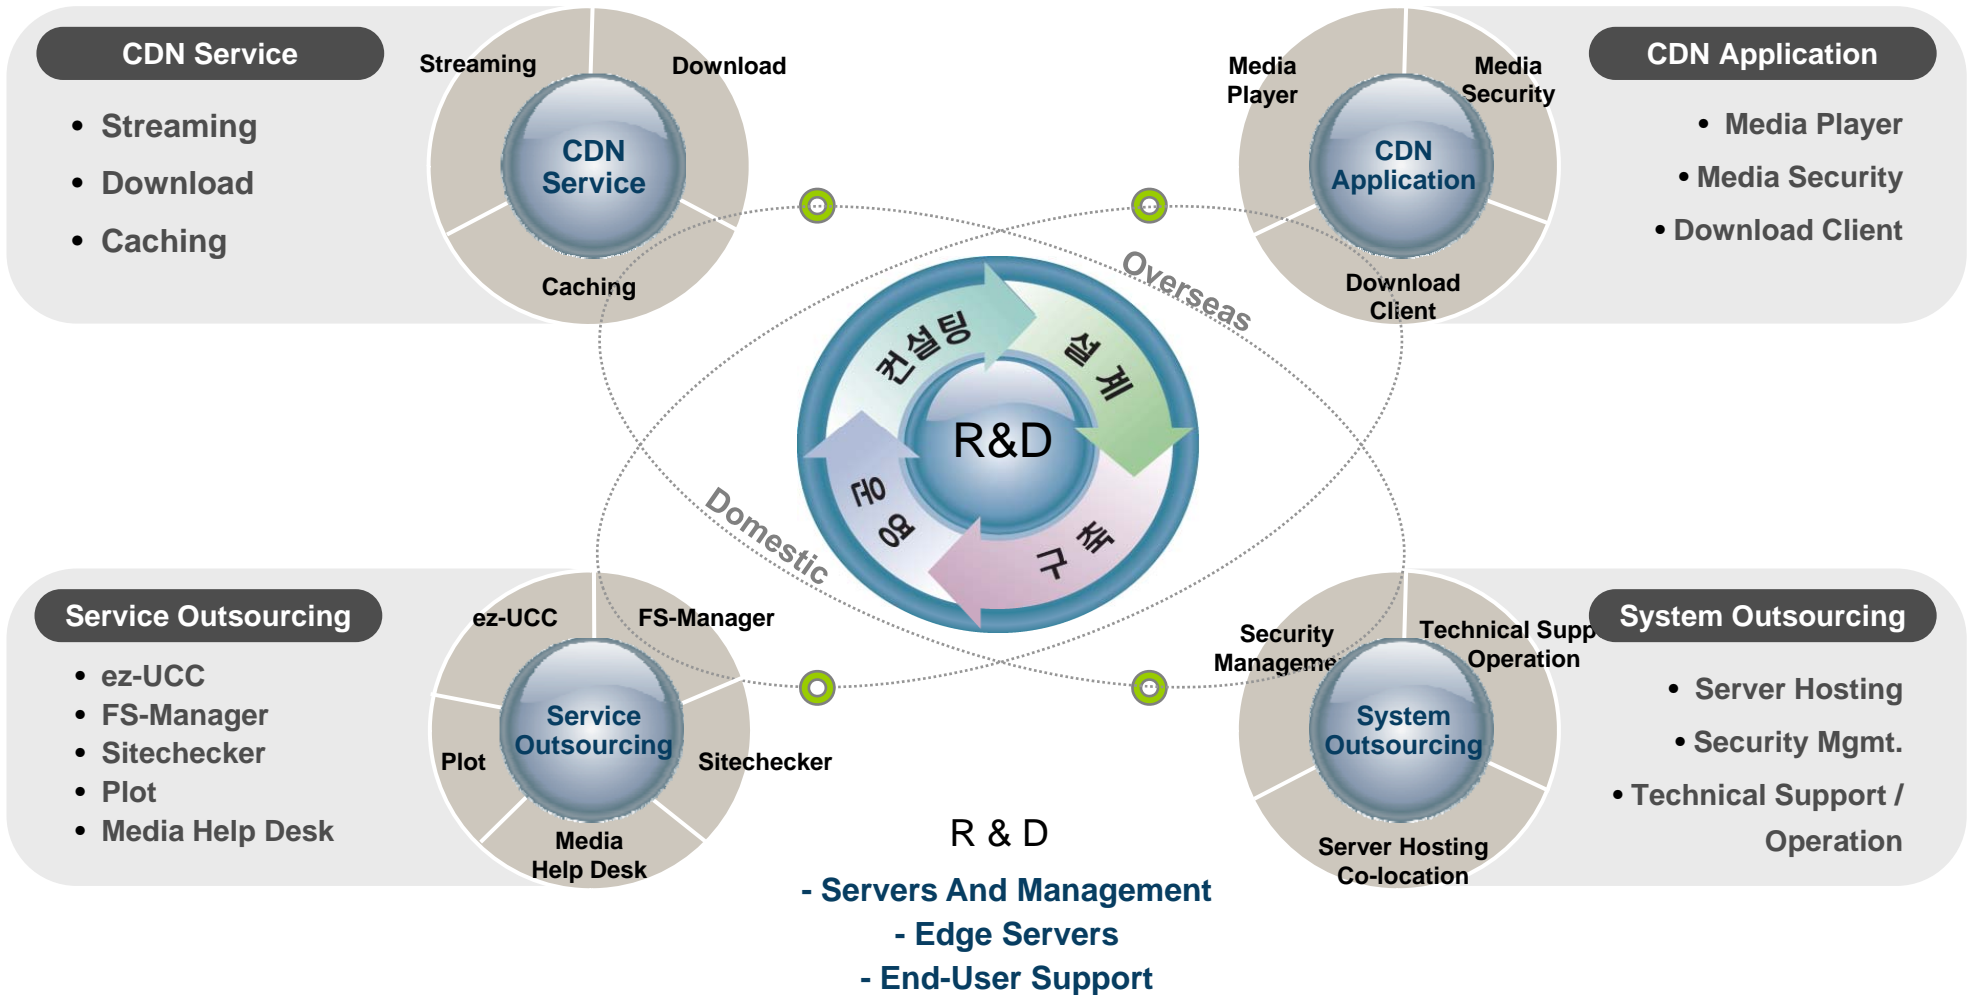 CDN Service
• Streaming
• Download
• Caching
Streaming
Download
CDN
Service
Caching
Media
Player
Media
Security
CDN
Application
Download
Client
CDN Application
• Media Player
• Media Security
• Download Client
Overseas
Domestic
컨설팅
설계
구축
운영
R&D
Service Outsourcing
• ez-UCC
• FS-Manager
• Sitechecker
• Plot
• Media Help Desk
ez-UCC
FS-Manager
Service
Outsourcing
Plot
Sitechecker
Media
Help Desk
R & D
- Servers And Management
- Edge Servers
- End-User Support
Security
Manageme
Technical Supp
Operation
System
Outsourcing
Server Hosting
Co-location
System Outsourcing
• Server Hosting
• Security Mgmt.
• Technical Support /
Operation